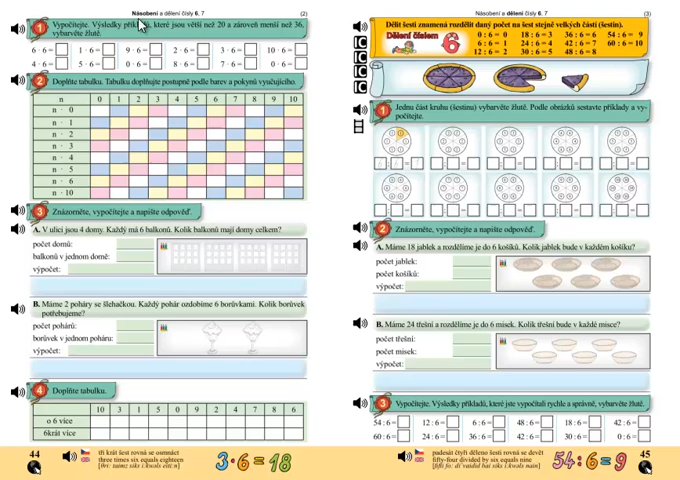 Násobení a dělení čísly 6, 7
(2)
1 Vypočítejte. Výsledky příkladů, které jsou větší než 20 a zároveň menší než 36,
vybarvěte žlutě.
6 · 6 = 1 · 6 = 9 · 6 = 2 · 6 = 3 · 6 = 10 · 6 =
4 · 6 = 5 · 6 = 0 · 6 = 8 · 6 = 7 · 6 = 0 · 6 =
2 Doplňte tabulku. Tabulku doplňujte postupně podle barev a pokynů vyučujícího.
n 0 1 2 3 4 5 6 7 8 9 10
n · 0
n · 1
n · 2
n · 3
n · 4
n · 5
n · 6
n · 10
3 Znázorněte, vypočítejte a napište odpověď.
A. V ulici jsou 4 domy. Každý má 6 balkonů. Kolik balkonů mají domy celkem?
počet domů:
balkonů v jednom domě:
výpočet:
B. Máme 2 poháry se šlehačkou. Každý pohár ozdobíme 6 borůvkami. Kolik borůvek
potřebujeme?
počet pohárů:
borůvek v jednom poháru:
výpočet:
4 Doplňte tabulku.
10 3 1 5 0 9 2 4 7 8 6
o 6 více
6krát více
44
tři krát šest rovná se osmnáct
three times six equals eighteen
3·6=18
Násobení a dělení čísly 6, 7
(3)
Dělit šesti znamená rozdělit daný počet na šest stejně velkých částí (šestin).
Dělení číslem 6
0 : 6 = 0 18 : 6 = 3 36 : 6 = 6 54 : 6 = 9
6 : 6 = 1 24 : 6 = 4 42 : 6 = 7 60 : 6 = 10
12 : 6 = 2 30 : 6 = 5 48 : 6 = 8
1 Jednu část kruhu (šestinu) vybarvěte žlutě. Podle obrázků sestavte příklady a vy-
počítejte.
2 Znázorněte, vypočítejte a napište odpověď.
A. Máme 18 jablek a rozdělíme je do 6 košíků. Kolik jablek bude v každém košíku?
počet jablek:
počet košíků:
výpočet:
B. Máme 24 třešní a rozdělíme je do 6 misek. Kolik třešní bude v každé misce?
počet třešní:
počet misek:
výpočet:
3 Vypočítejte. Výsledky příkladů, které jste vypočítali rychle a správně, vybarvěte žlutě.
54 : 6 = 12 : 6 = 6 : 6 = 48 : 6 = 18 : 6 = 42 : 6 =
60 : 6 = 24 : 6 = 36 : 6 = 42 : 6 = 30 : 6 = 0 : 6 =
padesát čtyři děleno šesti rovná se devět
fifty-four divided by six equals nine
54:6=9
45